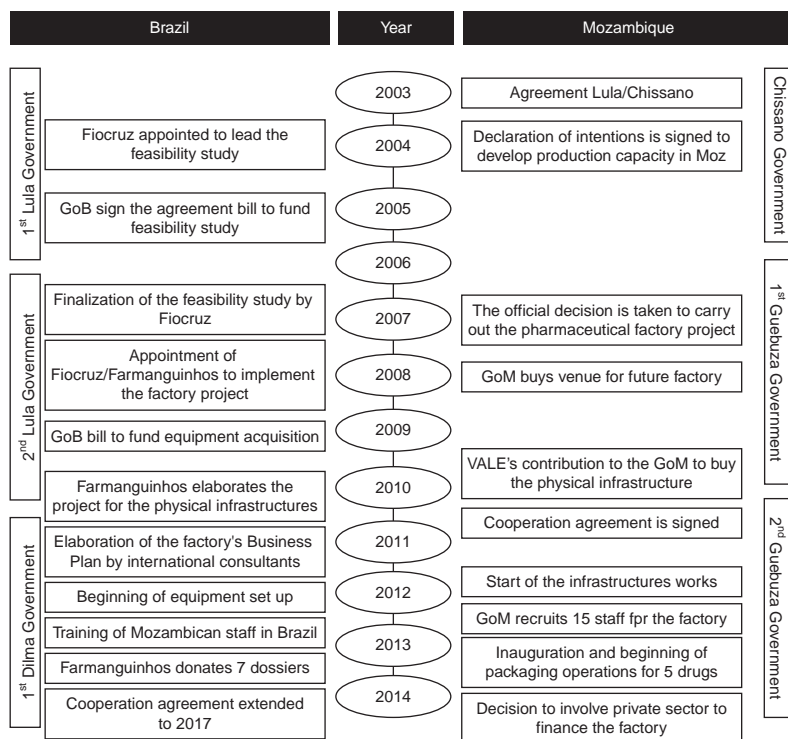 Brazil
Year
Mozambique
1st Lula Government
2nd Lula Government
1st Dilma Government
Fiocruz appointed to lead the
feasibility study
GoB sign the agreement bill to fund
feasibility study
Finalization of the feasibility study by
Fiocruz
Appointment of
Fiocruz/Farmanguinhos to implement
the factory project
GoB bill to fund equipment acquisition
Farmanguinhos elaborates the
project for the physical infrastructures
Elaboration of the factory's Business
Plan by international consultants
Beginning of equipment set up
Training of Mozambican staff in Brazil
Farmanguinhos donates 7 dossiers
Cooperation agreement extended
to 2017
2003
2004
2005
2006
2007
2008
2009
2010
2011
2012
2013
2014
Agreement Lula/Chissano
Declaration of intentions is signed to
develop production capacity in Moz
The official decision is taken to carry
out the pharmaceutical factory project
GoM buys venue for future factory
VALE's contribution to the GoM to buy
the physical infrastructure
Cooperation agreement is signed
Start of the infrastructures works
GoM recruits 15 staff fpr the factory
Inauguration and beginning of
packaging operations for 5 drugs
Decision to involve private sector to
finance the factory
Chissano Government
1st Guebuza Government
2nd
Guebuza Government